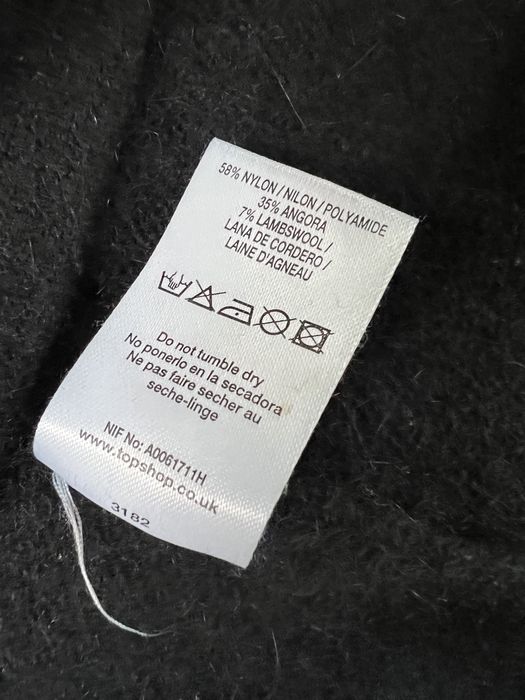 58% NYLON / NILON / POLYAMIDE
35% ANGORA
7% LAMBSWOOL /
LANA DE CORDERO /
LAINE D'AGNEAU
Do not tumble dry
No ponerlo en la secadora
Ne pas faire secher au
seche-linge
NIF No: A0061711H
www.topshop.co.uk
3182